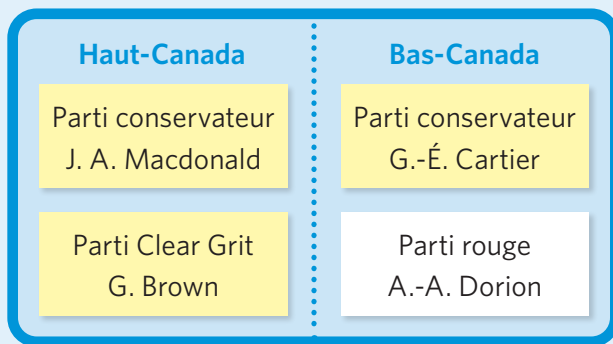 Haut-Canada
Parti conservateur
J. A. Macdonald
Parti Clear Grit
G. Brown
Bas-Canada
Parti conservateur
G.-É. Cartier
Parti rouge
A.-A. Dorion